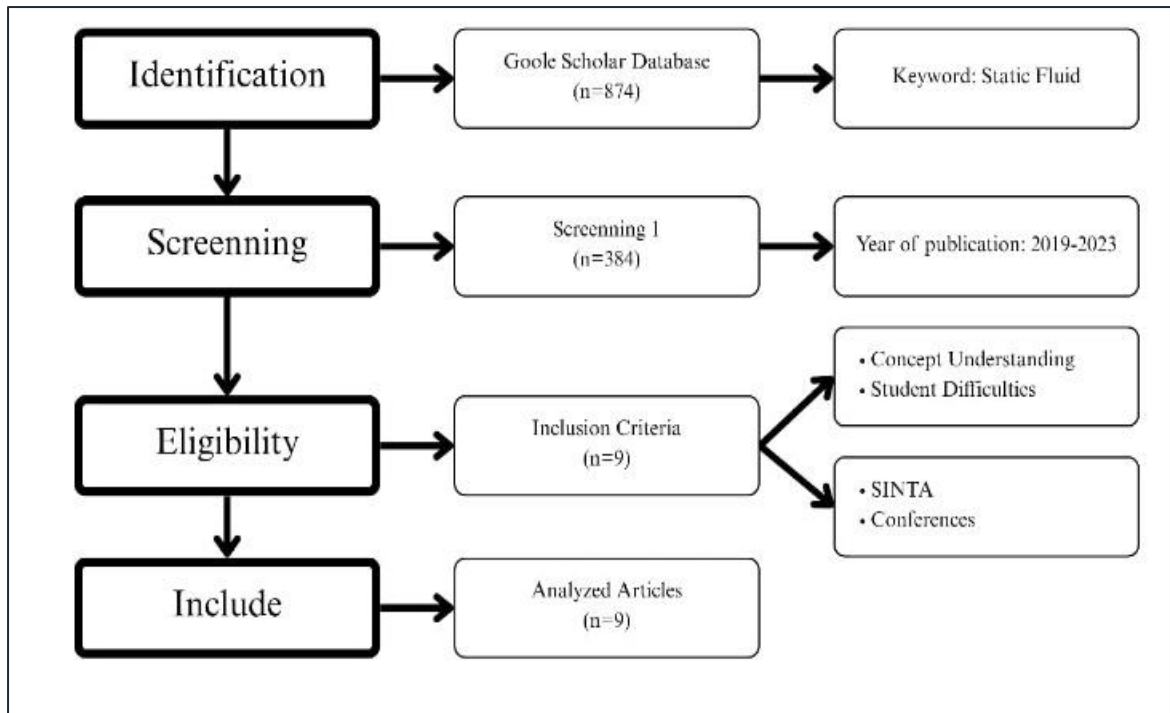 Identification
Goole Scholar Database
(n=874)
Keyword: Static Fluid
Screenning
Screenning 1
(n=384)
Year of publication: 2019-2023
Eligibility
Inclusion Criteria
(n=9)
• Concept Understanding
• Student Difficulties
• SINTA
• Conferences
Include
Analyzed Articles
(n=9)